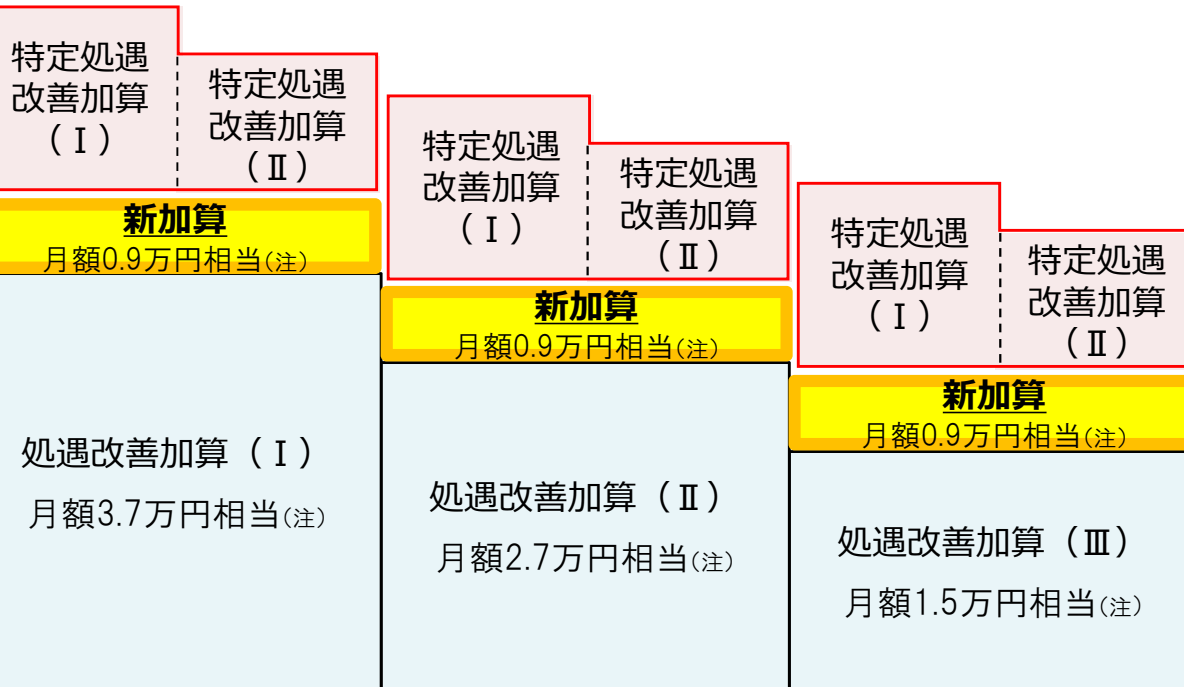 特定処遇
改善加算
（Ⅰ）
特定処遇
改善加算
（Ⅱ）
新加算
月額0.9万円相当(注)
処遇改善加算（Ⅰ）
月額3.7万円相当(注)
特定処遇
改善加算
（Ⅰ）
特定処遇
改善加算
（Ⅱ）
新加算
月額0.9万円相当(注)
処遇改善加算（Ⅱ）
月額2.7万円相当(注)
特定処遇
改善加算
（Ⅰ）
特定処遇
改善加算
（Ⅱ）
新加算
月額0.9万円相当(注)
処遇改善加算（Ⅲ）
月額1.5万円相当(注)